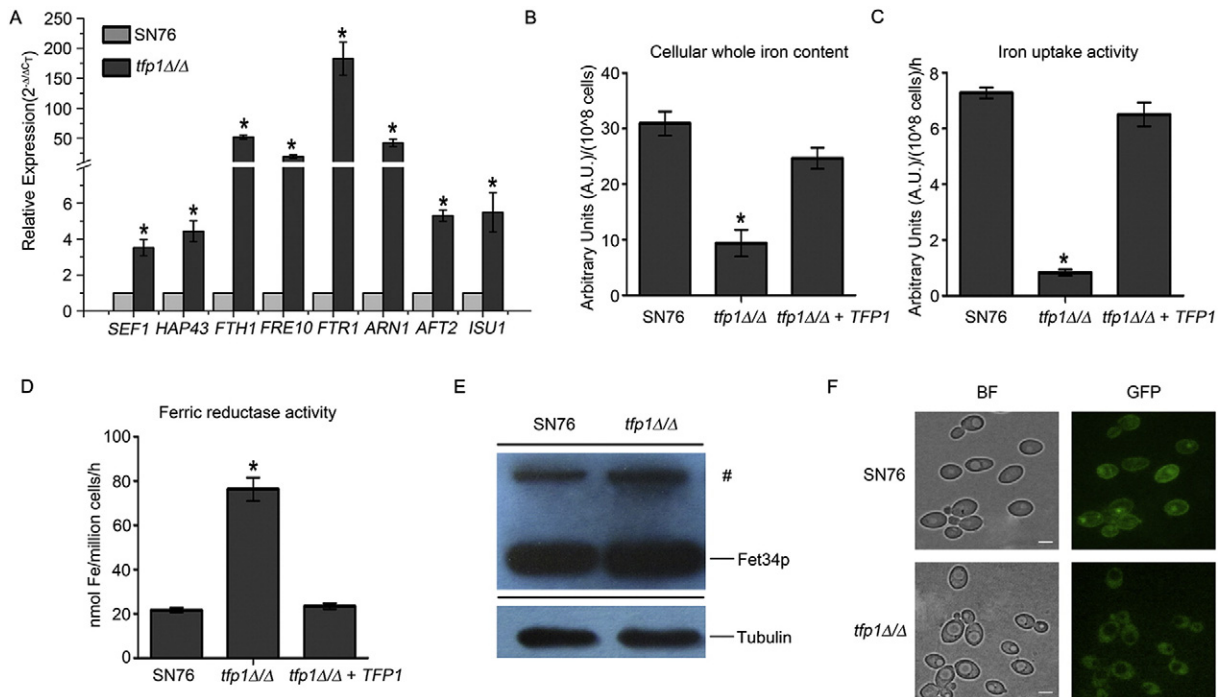 A
Relative Expression(2^-Δ/ΔC_T)
250
200
150
100
50
6
4
2
0
SN76
tfp1Δ/Δ
* * * * * * * *
SEF1 HAP43 FTH1 FRE10 FTR1 ARN1 AFT2 ISU1
B
Cellular whole iron content
Arbitrary Units (A.U.)/(10^8 cells)
40
30
20
10
0
*
SN76 tfp1Δ/Δ tfp1Δ/Δ + TFP1
C
Iron uptake activity
Arbitrary Units (A.U.)/(10^8 cells)/h
8
6
4
2
0
*
SN76 tfp1Δ/Δ tfp1Δ/Δ + TFP1
D
Ferric reductase activity
nmol Fe/million cells/h
100
80
60
40
20
0
*
SN76 tfp1Δ/Δ tfp1Δ/Δ + TFP1
E
SN76 tfp1Δ/Δ
#
Fet34p
Tubulin
F
BF GFP
SN76
tfp1Δ/Δ